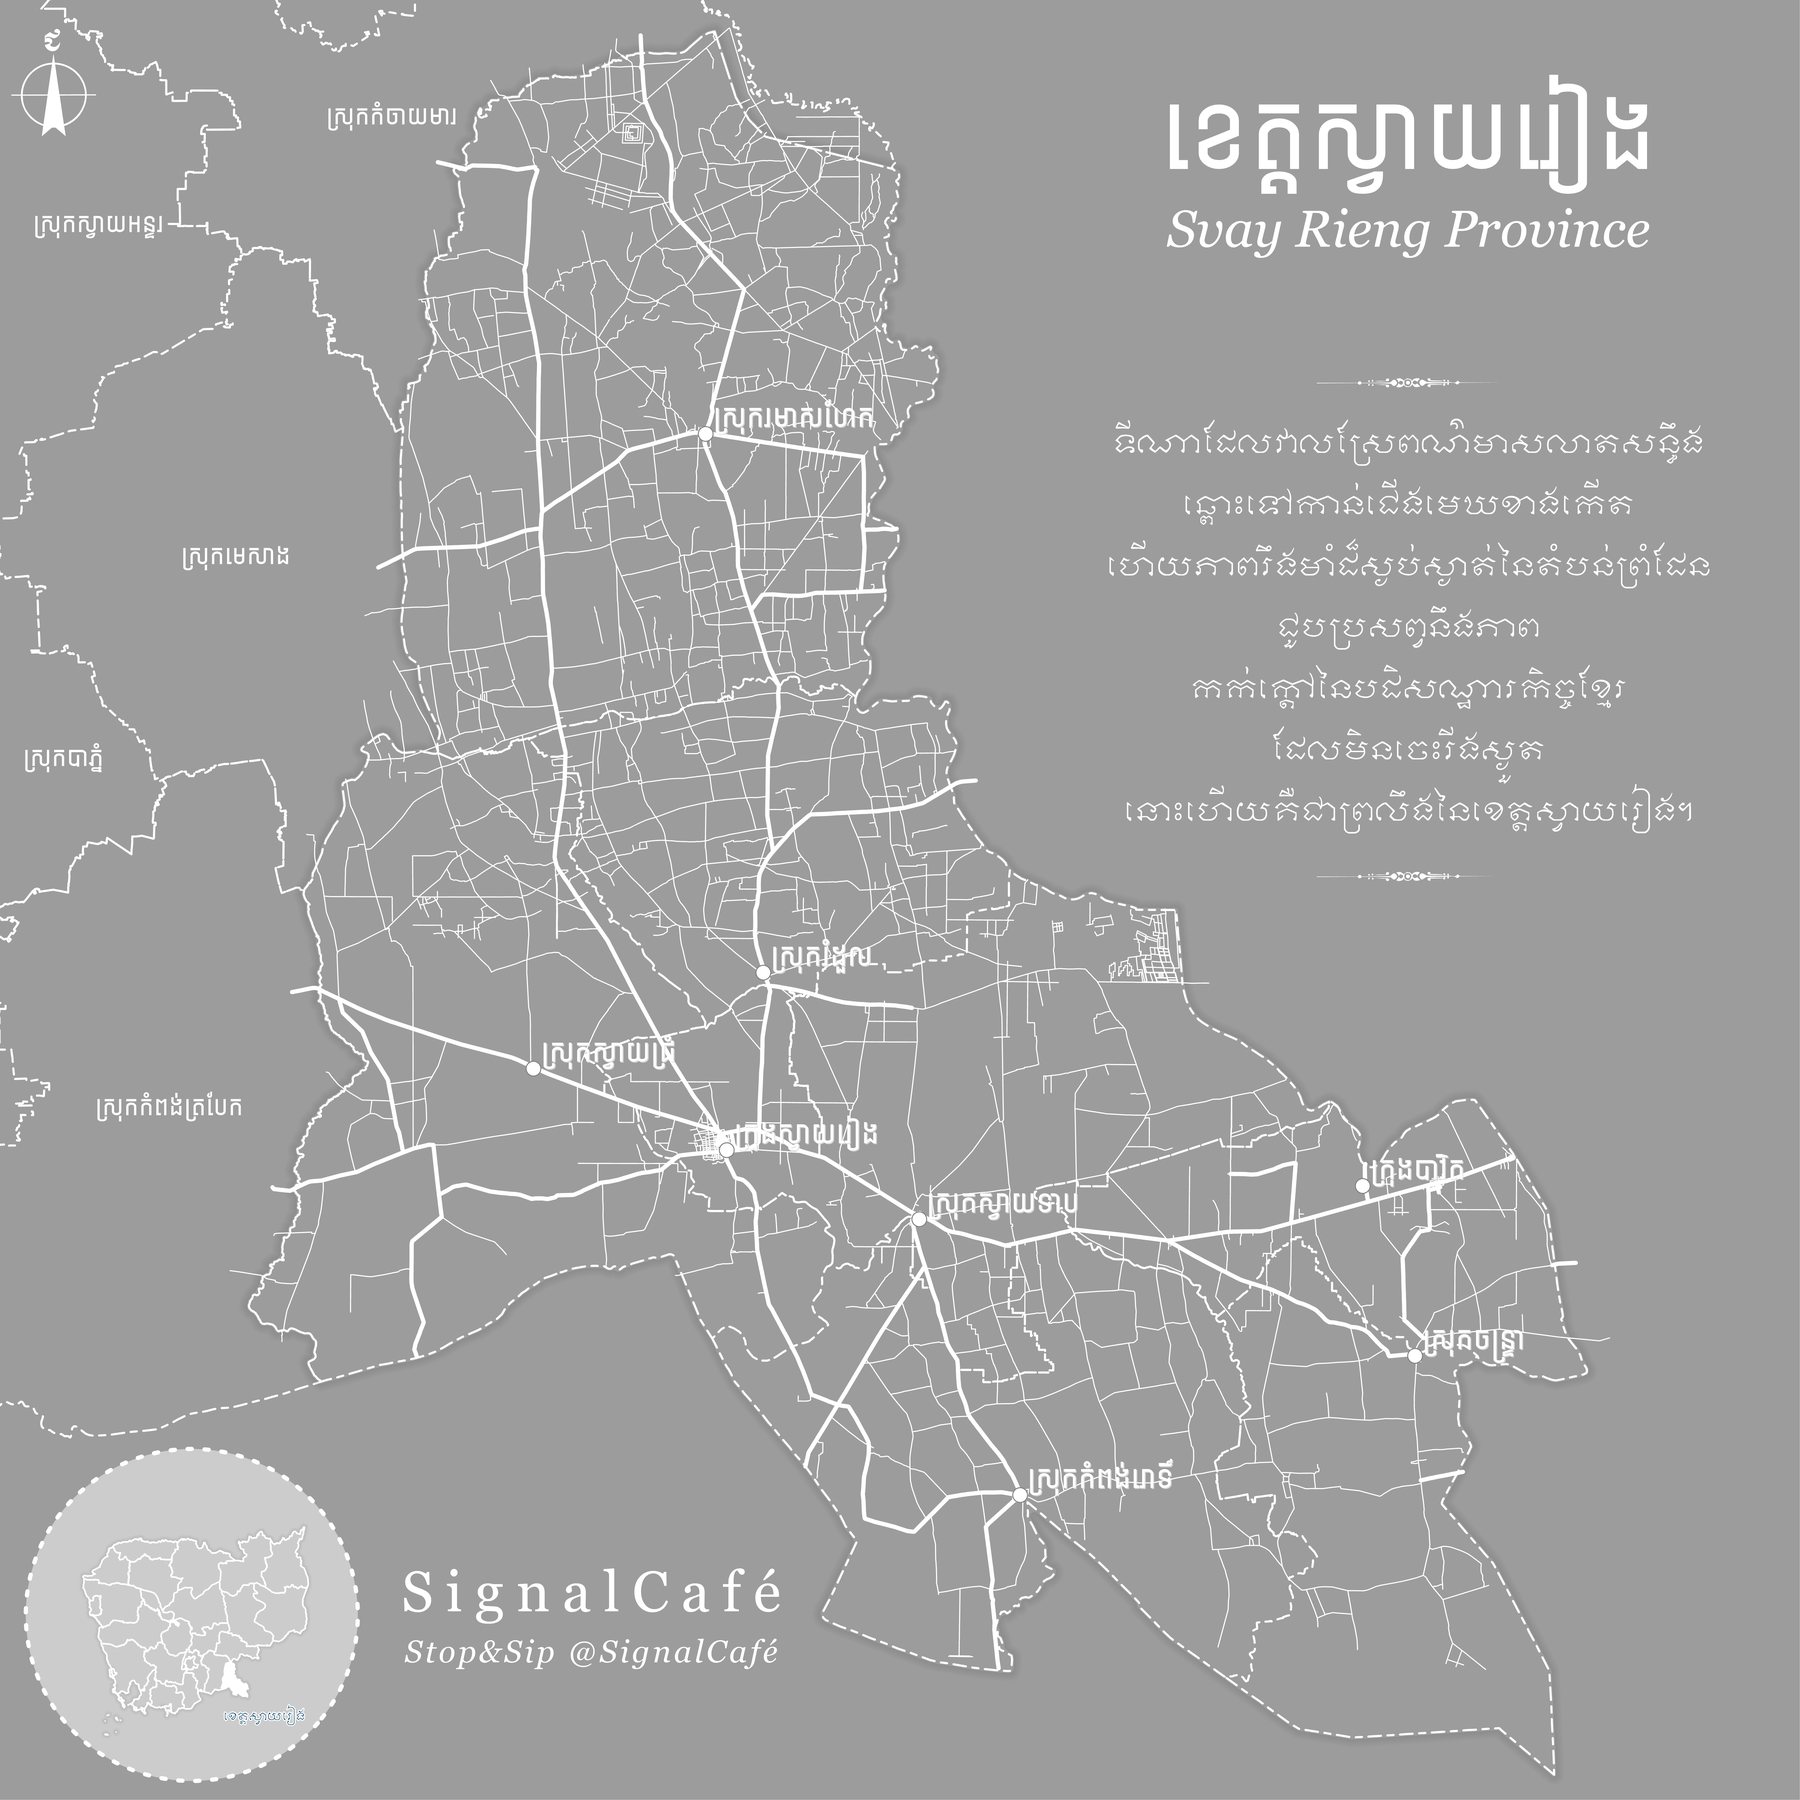 ជ
ខេត្តស្វាយរៀង
Svay Rieng Province
ស្រុកកំចាយមារ
ស្រុកស្វាយអន្ទរ
ស្រុកមេសាង
ស្រុកបាភ្នំ
ស្រុកកំពង់ត្របែក
ស្រុករមាសហែក
ស្រុករំដួល
ស្រុកស្វាយជ្រំ
ក្រុងស្វាយរៀង
ស្រុកស្វាយទាប
ក្រុងបាវិត
ស្រុកចន្ទ្រា
ស្រុកកំពង់រោទិ៍
ទីណាដែលវាលស្រែពណ៌មាសលាតសន្ធឹង
ឆ្ពោះទៅកាន់ជើងមេឃខាងកើត
ហើយភាពរឹងមាំដ៏ស្ងប់ស្ងាត់នៃតំបន់ព្រំដែន
ជួបប្រសព្វនឹងភាព
កក់ក្តៅនៃបដិសណ្ឋារកិច្ចខ្មែរ
ដែលមិនចេះរីងស្ងួត
នោះហើយគឺជាព្រលឹងនៃខេត្តស្វាយរៀង។
SignalCafé
Stop&Sip @SignalCafé
ខេត្តស្វាយរៀង